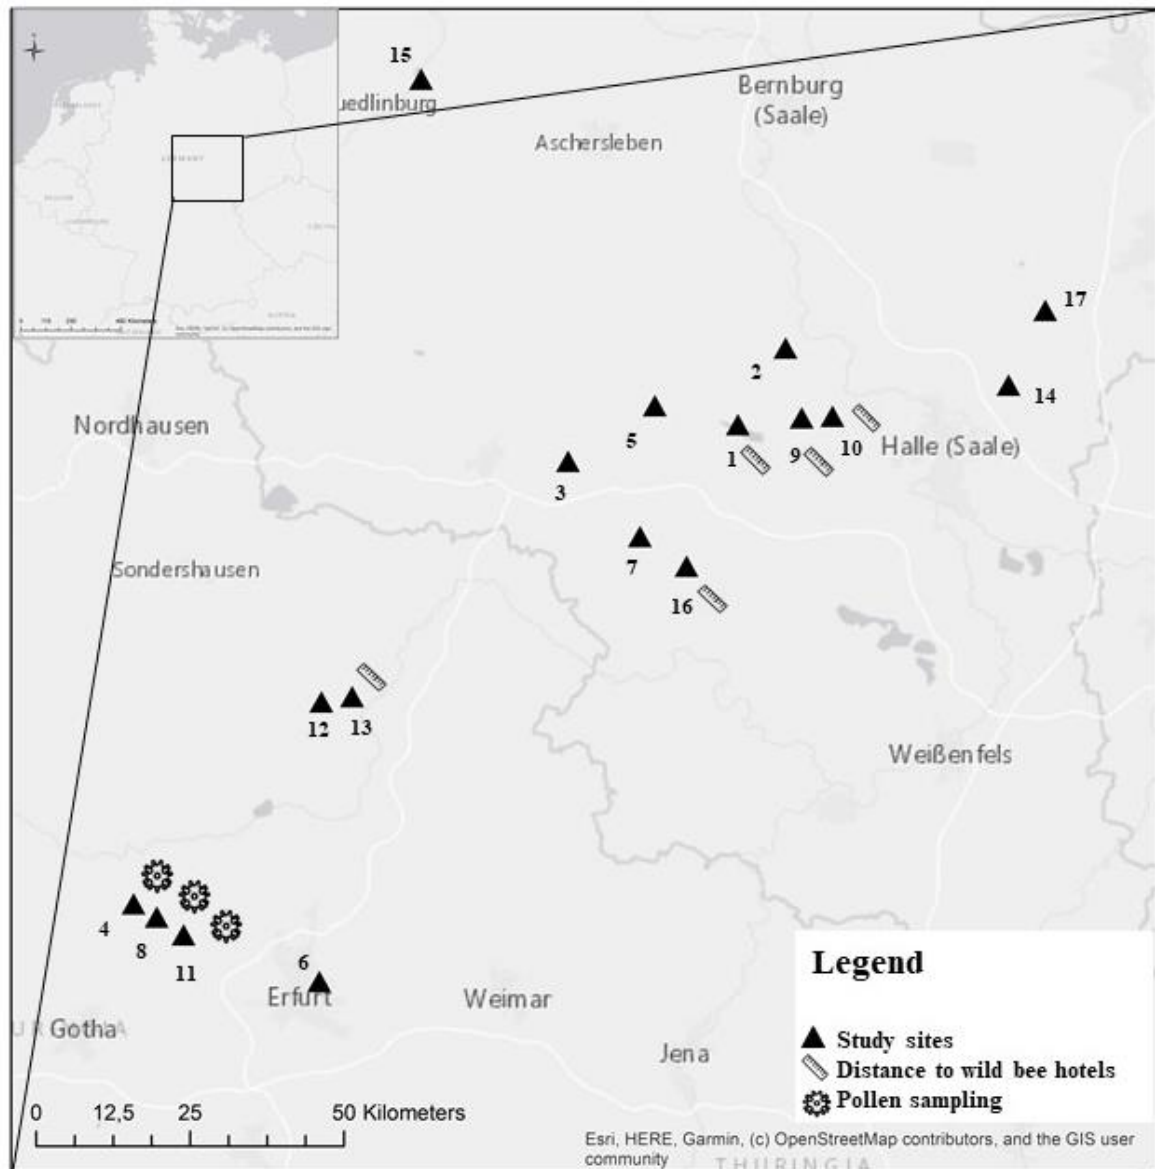 15
uedlinburg
Bernburg
(Saale)
Aschersleben
17
2
14
Nordhausen
5
1
9
10
Halle (Saale)
3
7
Sondershausen
16
12
13
Weißenfels
4
8
11
6
Erfurt
Weimar
Gotha
Jena
Legend
Study sites
Distance to wild bee hotels
Pollen sampling
0 12,5 25 50 Kilometers
Esri, HERE, Garmin, (c) OpenStreetMap contributors, and the GIS user
community
THURINGIA